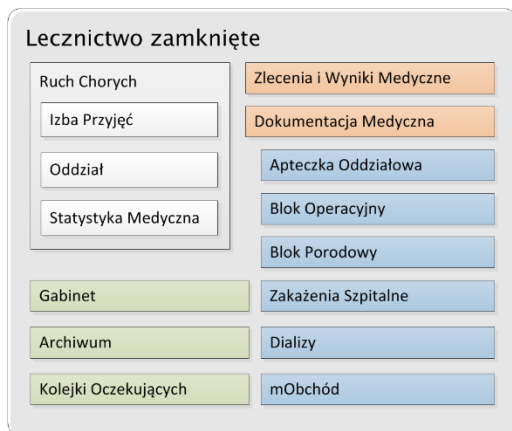 Lecznictwo zamknięte
Ruch Chorych
Izba Przyjęć
Oddział
Statystyka Medyczna
Zlecenia i Wyniki Medyczne
Dokumentacja Medyczna
Apteczka Oddziałowa
Blok Operacyjny
Blok Porodowy
Gabinet
Zakażenia Szpitalne
Archiwum
Dializy
Kolejki Oczekujących
mObchód